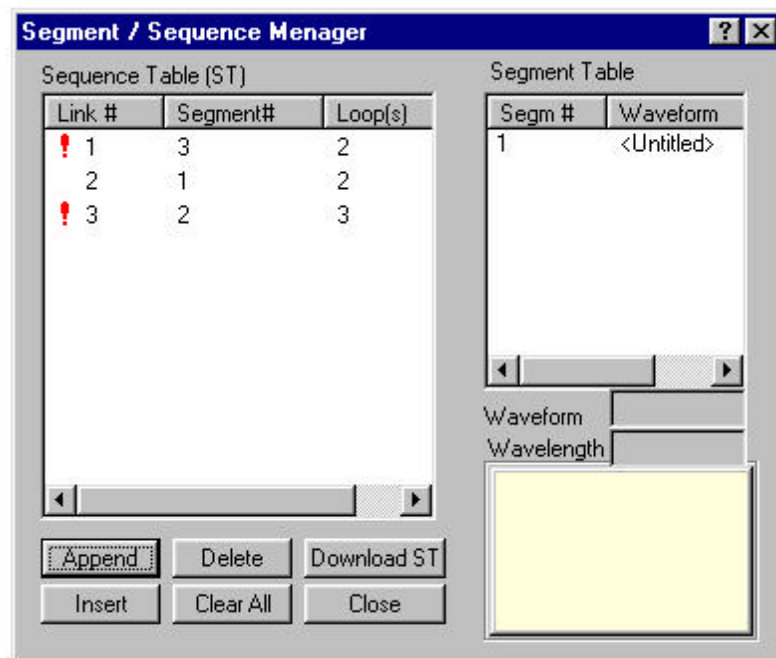 Segment / Sequence Menager
Sequence Table (ST)
Link # Segment# Loop(s)
! 1 3 2
2 1 2
! 3 2 3
Append Delete Download ST
Insert Clear All Close
Segment Table
Segm # Waveform
1 <Untitled>
Waveform
Wavelength